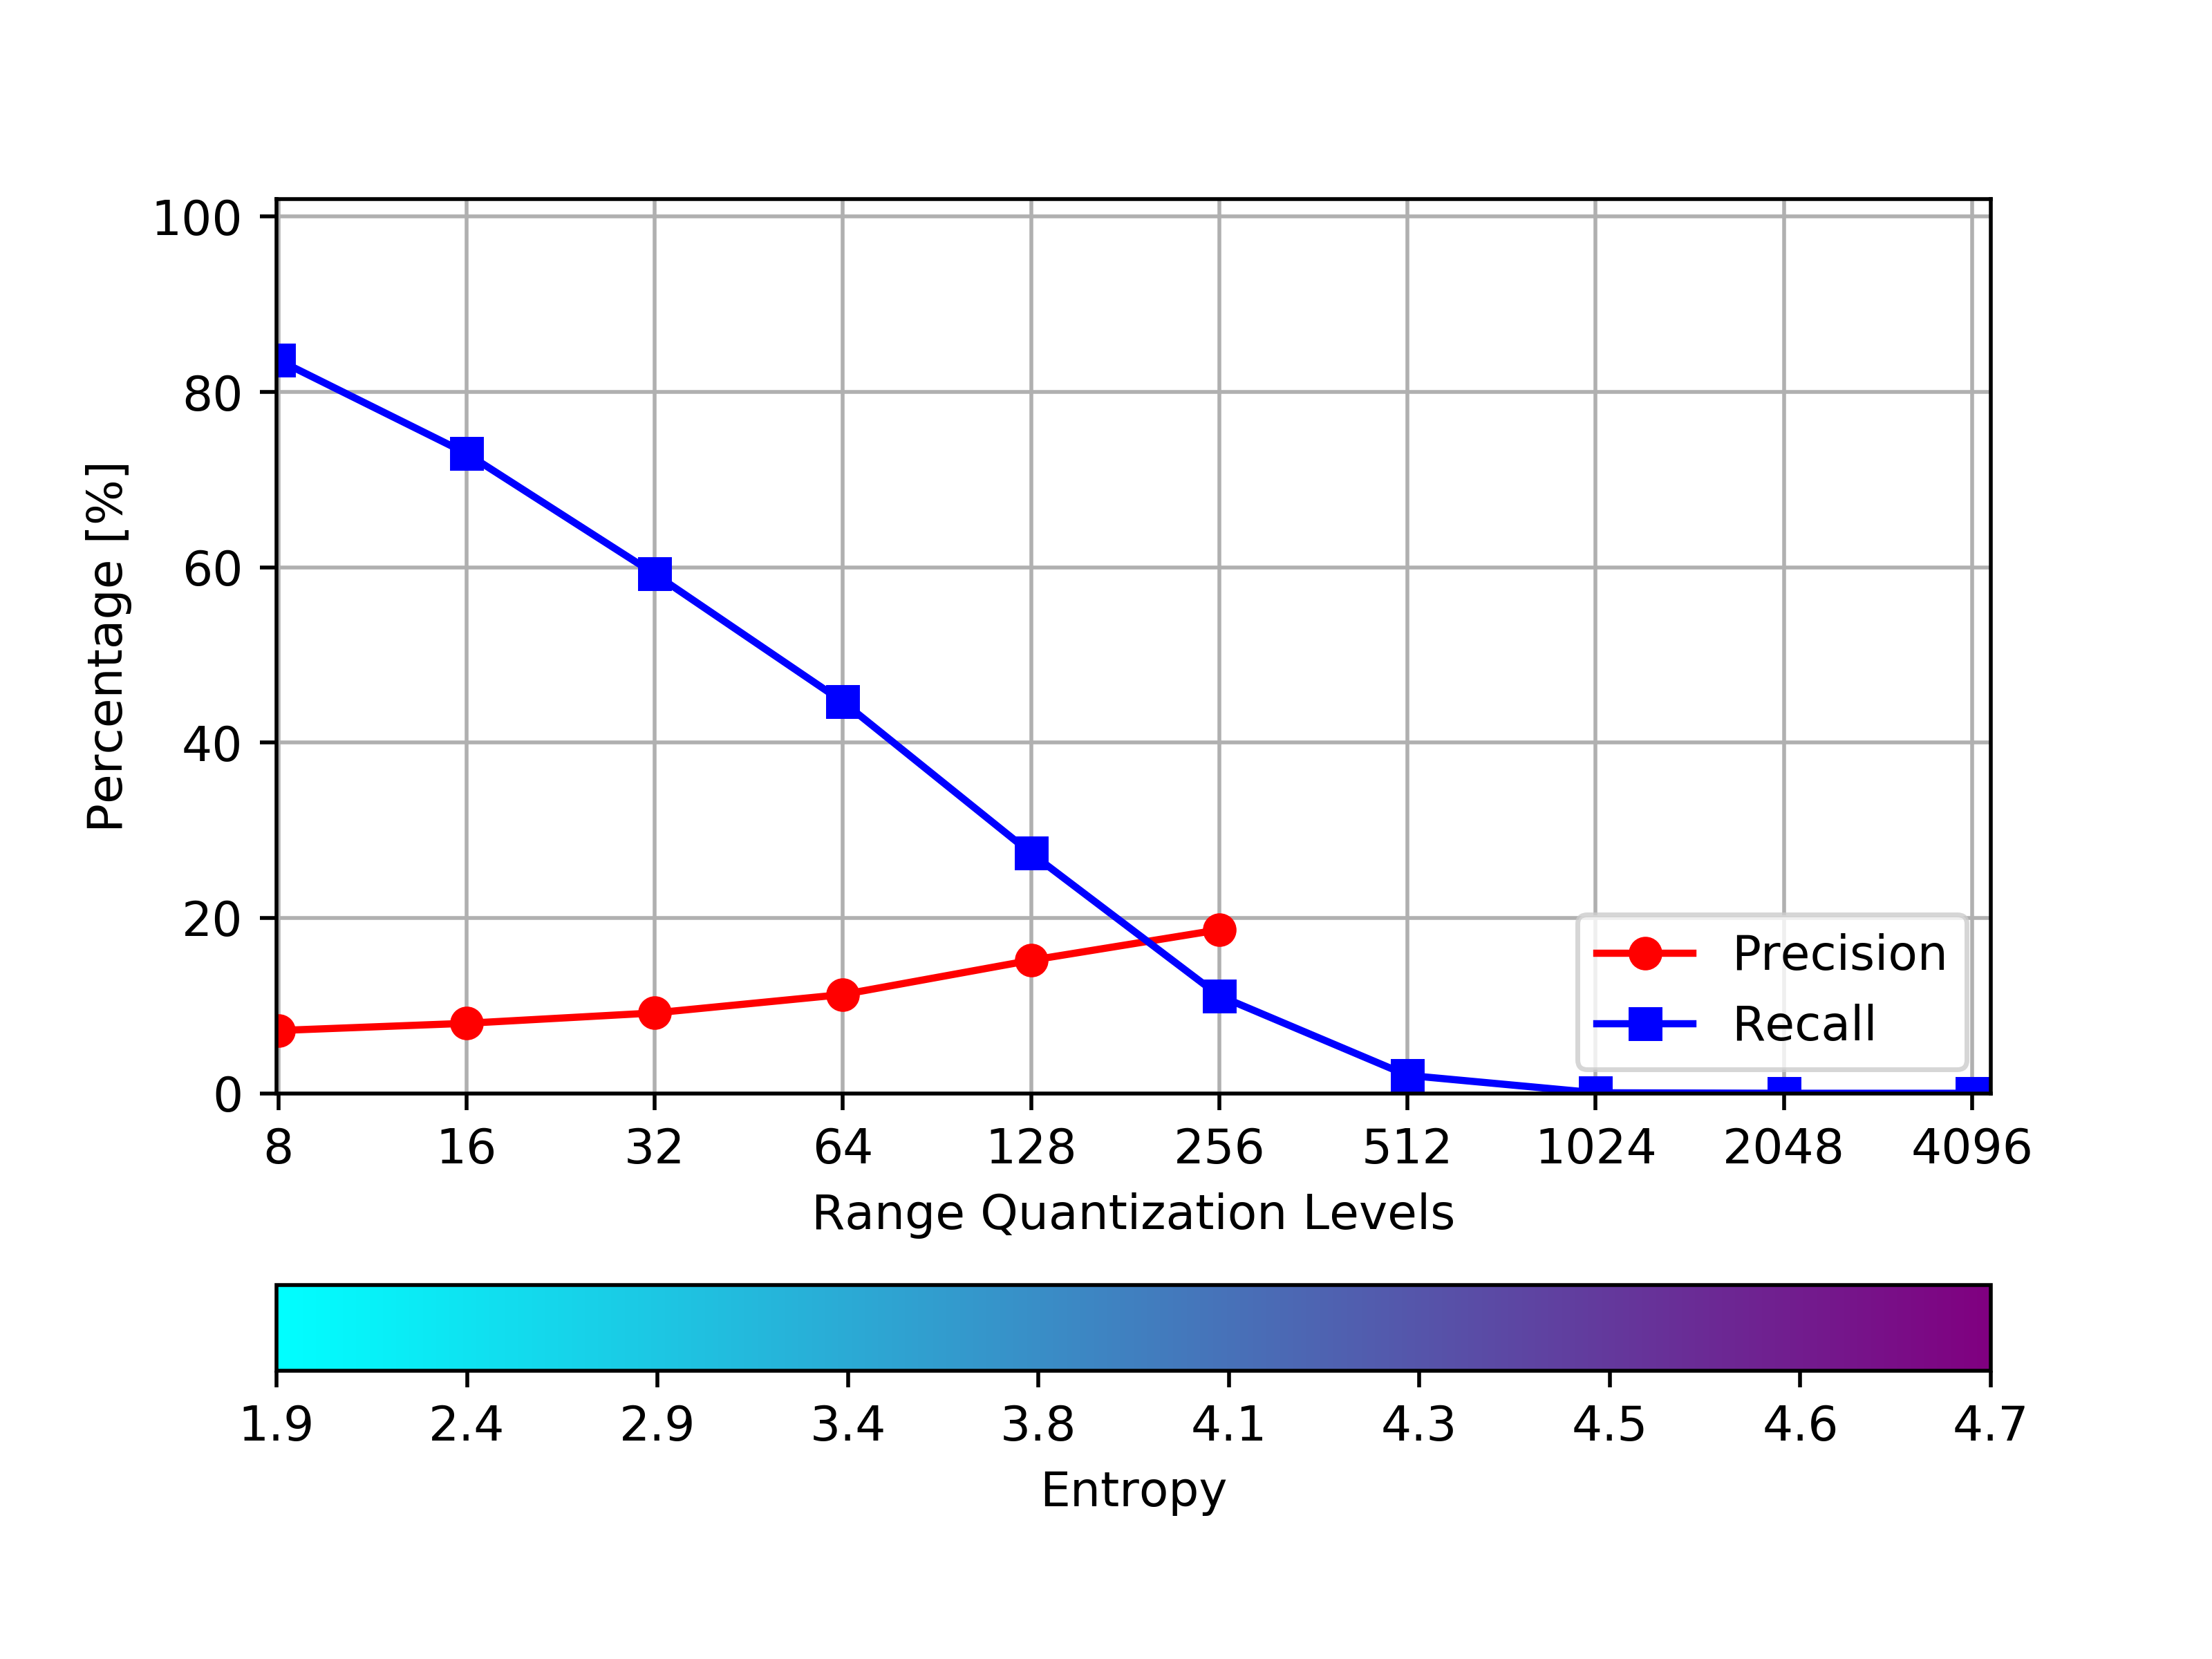 100
80
60
40
20
0
Percentage [%]
Precision
Recall
8 16 32 64 128 256 512 1024 2048 4096
Range Quantization Levels
1.9 2.4 2.9 3.4 3.8 4.1 4.3 4.5 4.6 4.7
Entropy